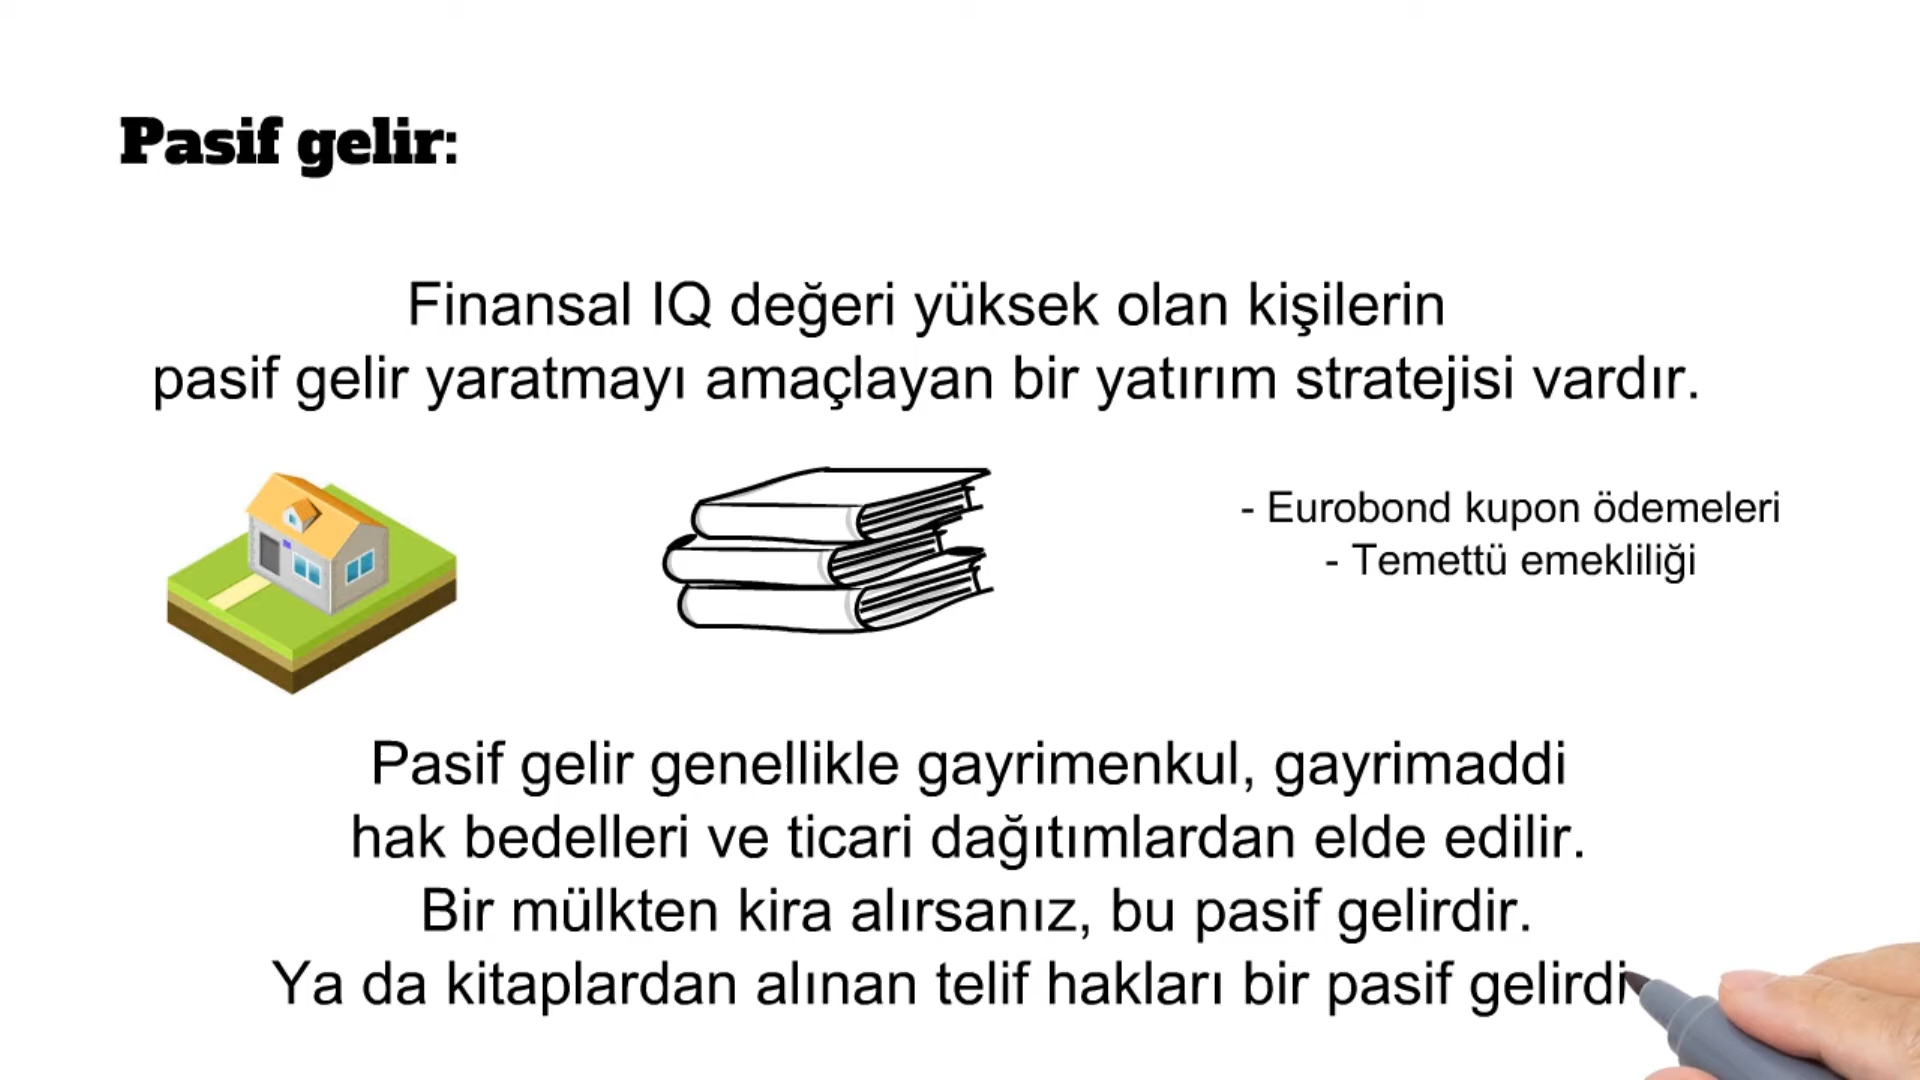 Pasif gelir:
Finansal IQ değeri yüksek olan kişilerin
pasif gelir yaratmayı amaçlayan bir yatırım stratejisi vardır.
- Eurobond kupon ödemeleri
- Temettü emekliliği
Pasif gelir genellikle gayrimenkul, gayrimaddi
hak bedelleri ve ticari dağıtımlardan elde edilir.
Bir mülkten kira alırsanız, bu pasif gelirdir.
Ya da kitaplardan alınan telif hakları bir pasif gelirdi